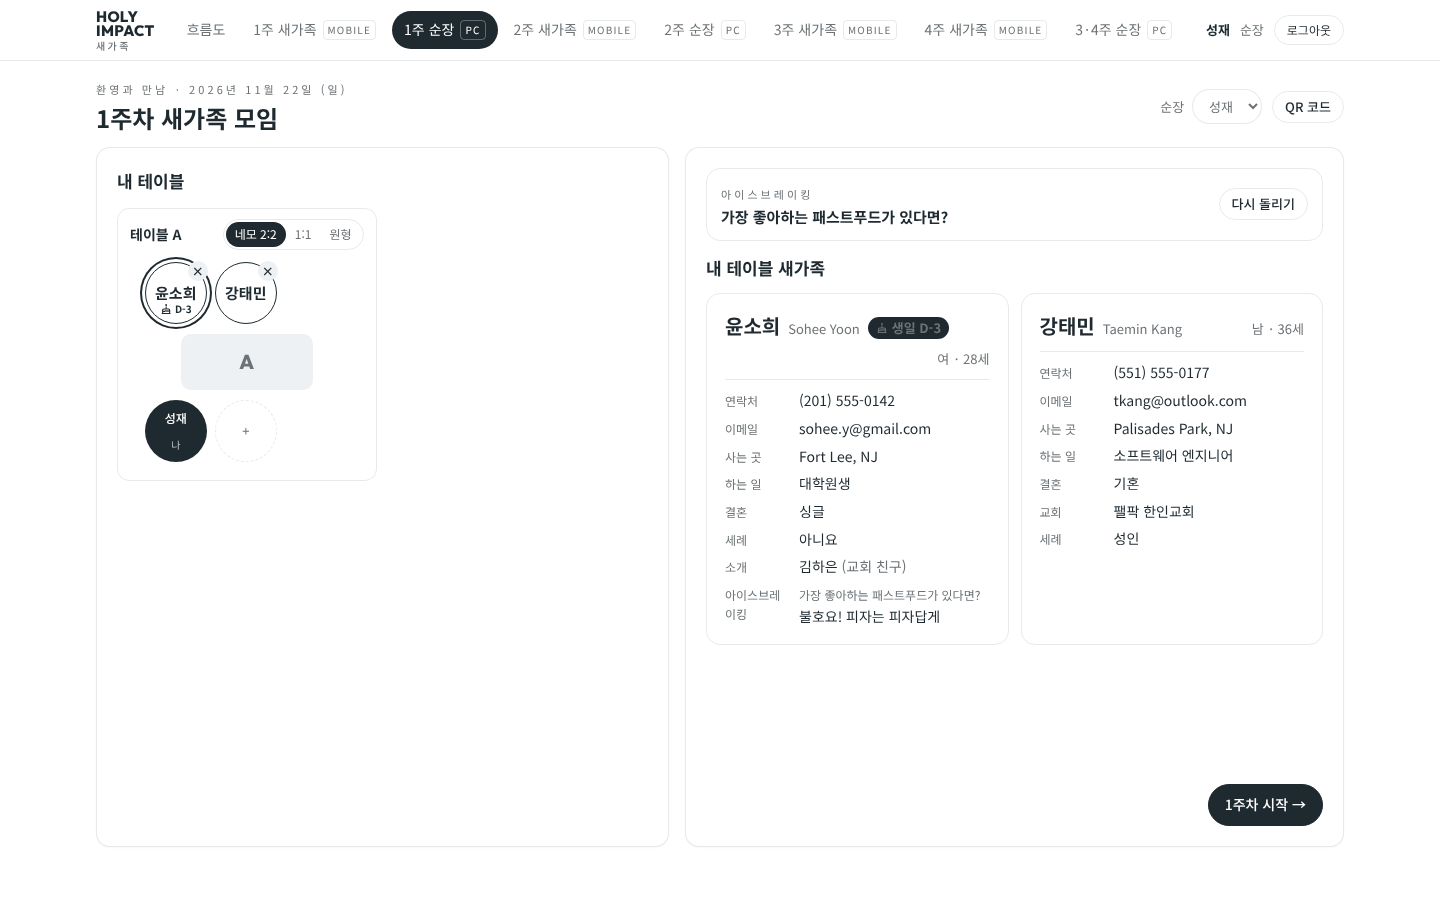 HOLY
IMPACT
새가족
흐름도
1주 새가족 MOBILE
1주 순장 PC
2주 새가족 MOBILE
2주 순장 PC
3주 새가족 MOBILE
4주 새가족 MOBILE
3·4주 순장 PC
성재 순장
로그아웃
환영과 만남 · 2026년 11월 22일 (일)
1주차 새가족 모임
순장
성재
QR 코드
내 테이블
테이블 A
네모 2:2
1:1
원형
윤소희
D-3
×
강태민
×
A
성재
나
+
아이스브레이킹
가장 좋아하는 패스트푸드가 있다면?
다시 돌리기
내 테이블 새가족
윤소희 Sohee Yoon 생일 D-3
여 · 28세
연락처 (201) 555-0142
이메일 sohee.y@gmail.com
사는 곳 Fort Lee, NJ
하는 일 대학원생
결혼 싱글
세례 아니요
소개 김하은 (교회 친구)
아이스브레
이킹
가장 좋아하는 패스트푸드가 있다면?
불호요! 피자는 피자답게
강태민 Taemin Kang 남 · 36세
연락처 (551) 555-0177
이메일 tkang@outlook.com
사는 곳 Palisades Park, NJ
하는 일 소프트웨어 엔지니어
결혼 기혼
교회 팰팍 한인교회
세례 성인
1주차 시작 →